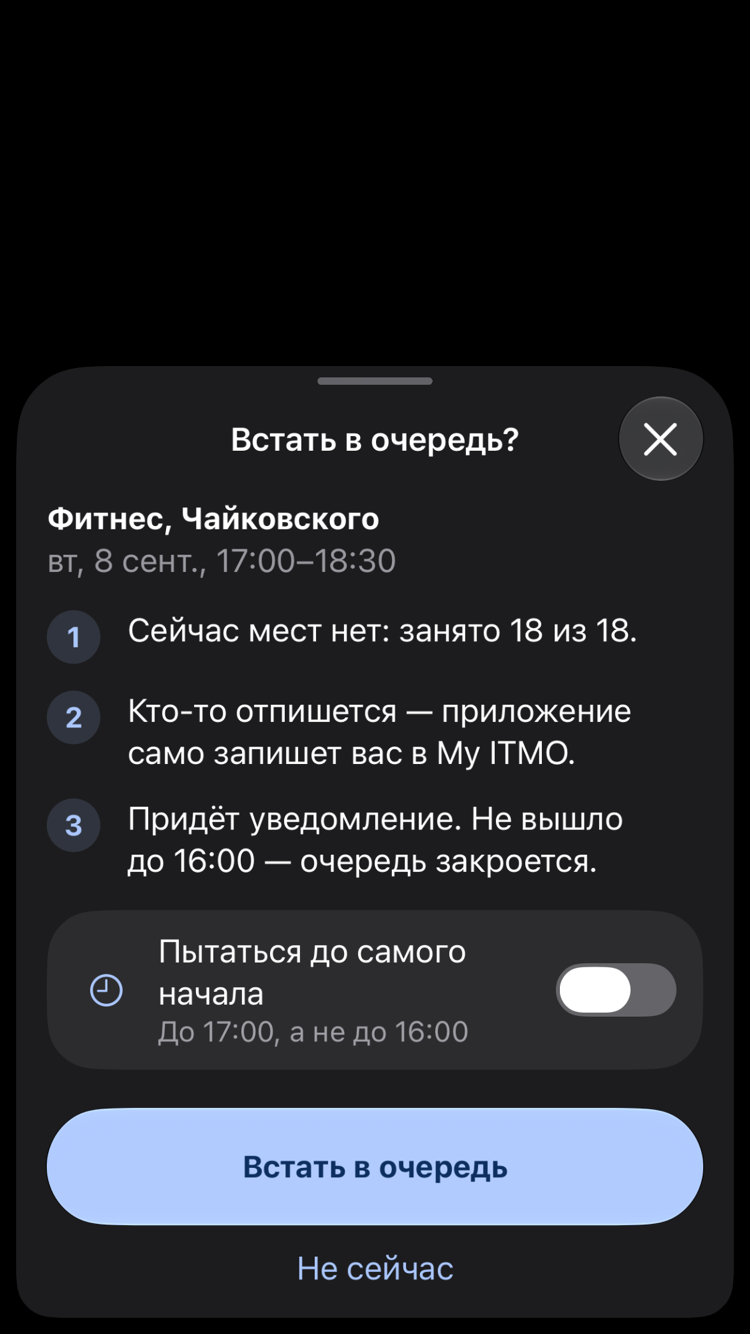 Встать в очередь?
Фитнес, Чайковского
вт, 8 сент., 17:00–18:30
1 Сейчас мест нет: занято 18 из 18.
2 Кто-то отпишется — приложение
само запишет вас в My ITMO.
3 Придёт уведомление. Не вышло
до 16:00 — очередь закроется.
Пытаться до самого
начала
До 17:00, а не до 16:00
Встать в очередь
Не сейчас